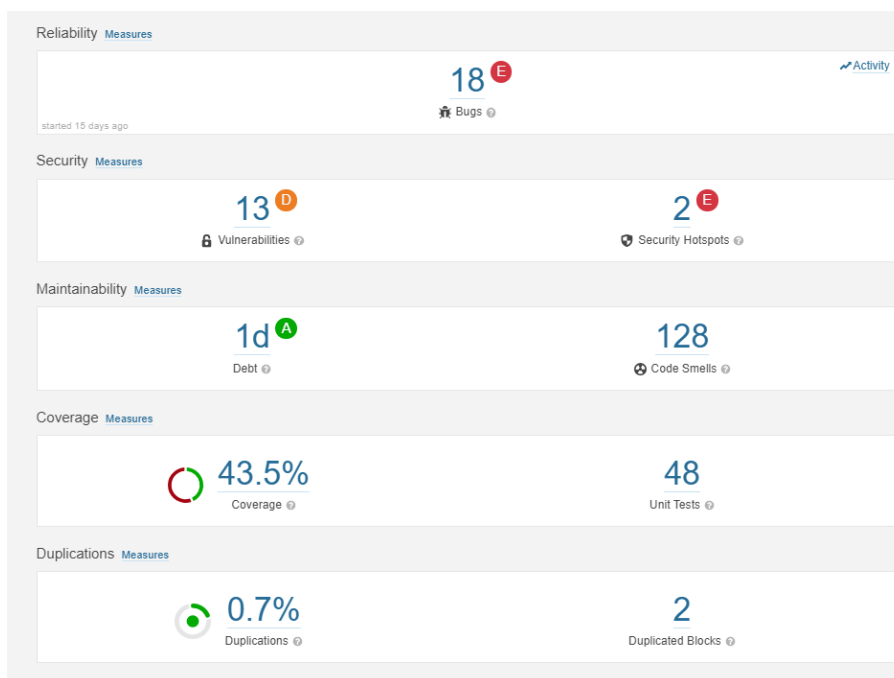 Reliability Measures
18 E
Activity
Bugs ?
started 15 days ago
Security Measures
13 D
2 E
Vulnerabilities ?
Security Hotspots ?
Maintainability Measures
1d A
128
Debt ?
Code Smells ?
Coverage Measures
43.5%
48
Coverage ?
Unit Tests ?
Duplications Measures
0.7%
2
Duplications ?
Duplicated Blocks ?